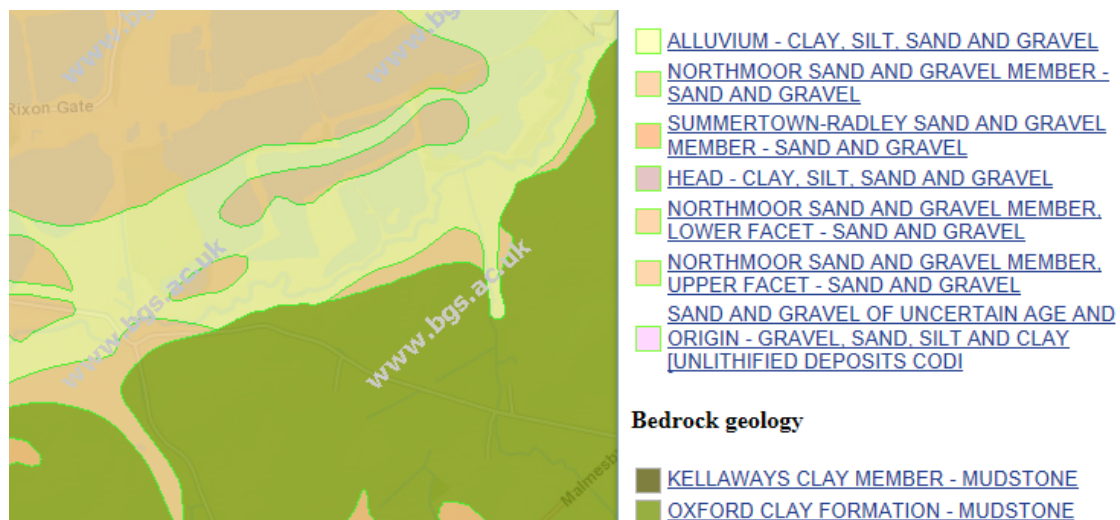 www.bgs.ac.uk
www.bgs.ac.uk
Rixon Gate
www.bgs.ac.uk
www.bgs.ac.uk
Malmesb
ALLUVIUM - CLAY, SILT, SAND AND GRAVEL
NORTHMOOR SAND AND GRAVEL MEMBER -
SAND AND GRAVEL
SUMMERTOWN-RADLEY SAND AND GRAVEL
MEMBER - SAND AND GRAVEL
HEAD - CLAY, SILT, SAND AND GRAVEL
NORTHMOOR SAND AND GRAVEL MEMBER,
LOWER FACET - SAND AND GRAVEL
NORTHMOOR SAND AND GRAVEL MEMBER,
UPPER FACET - SAND AND GRAVEL
SAND AND GRAVEL OF UNCERTAIN AGE AND
ORIGIN - GRAVEL, SAND, SILT AND CLAY
[UNLITHIFIED DEPOSITS CODI
Bedrock geology
KELLAWAYS CLAY MEMBER - MUDSTONE
OXFORD CLAY FORMATION - MUDSTONE